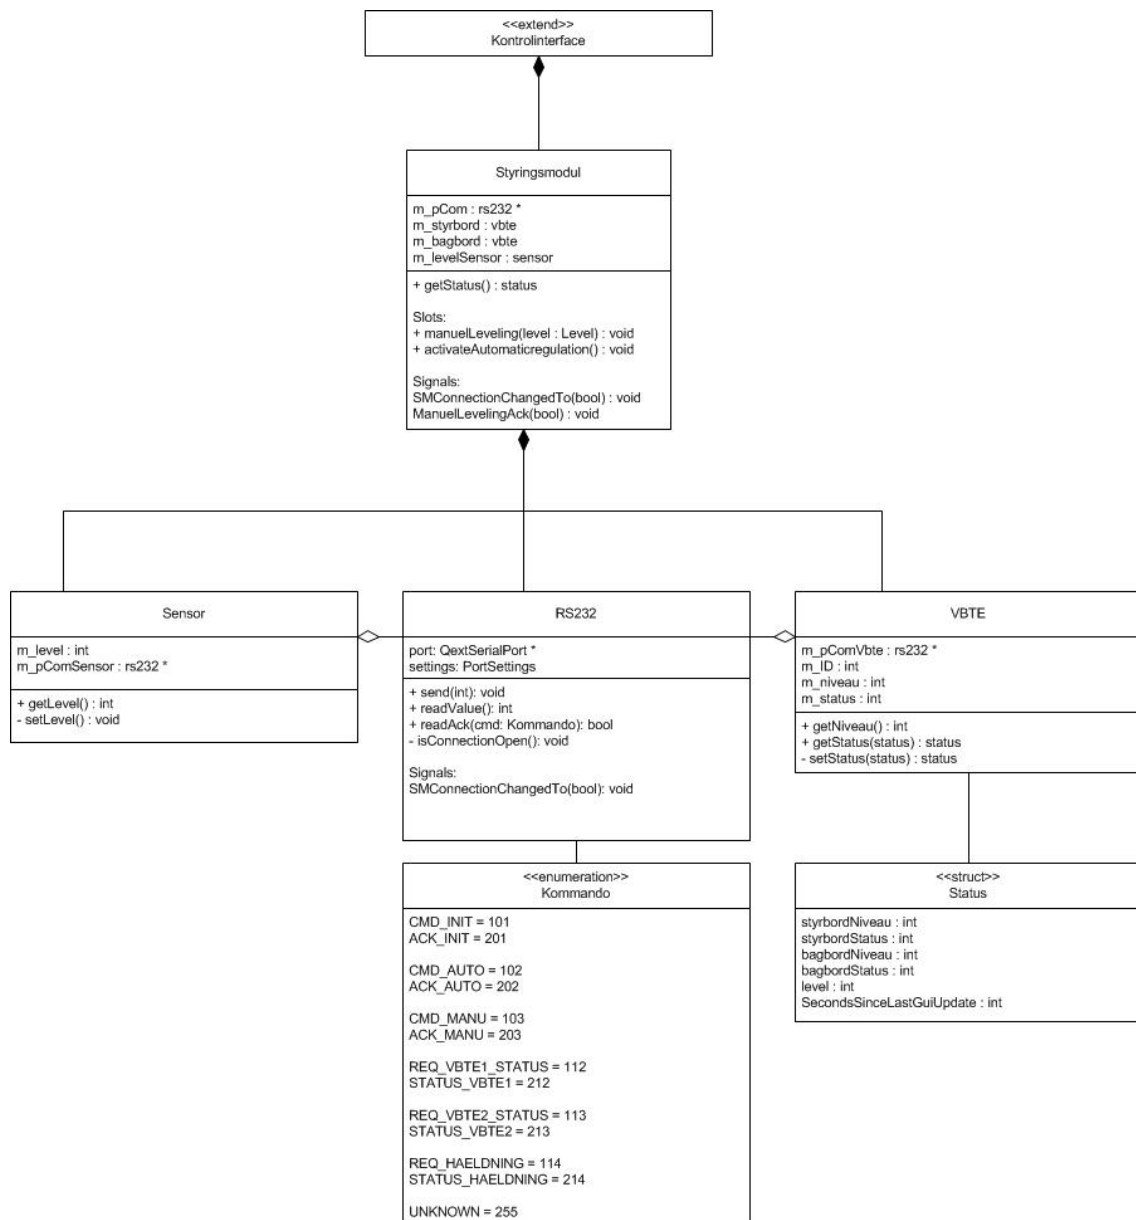 <<extend>>
Kontrolinterface
Styringsmodul
m_pCom : rs232 *
m_styrbord : vbte
m_bagbord : vbte
m_levelSensor : sensor
+ getStatus() : status
Slots:
+ manuelLeveling(level : Level) : void
+ activateAutomaticregulation() : void
Signals:
SMConnectionChangedTo(bool) : void
ManuelLevelingAck(bool) : void
Sensor
m_level : int
m_pComSensor : rs232 *
+ getLevel() : int
- setLevel() : void
RS232
port: QextSerialPort *
settings: PortSettings
+ send(int): void
+ readValue(): int
+ readAck(cmd: Kommando): bool
- isConnectionOpen(): void
Signals:
SMConnectionChangedTo(bool): void
VBTE
m_pComVbte : rs232 *
m_ID : int
m_niveau : int
m_status : int
+ getNiveau() : int
+ getStatus(status) : status
- setStatus(status) : status
<<enumeration>>
Kommando
CMD_INIT = 101
ACK_INIT = 201
CMD_AUTO = 102
ACK_AUTO = 202
CMD_MANU = 103
ACK_MANU = 203
REQ_VBTE1_STATUS = 112
STATUS_VBTE1 = 212
REQ_VBTE2_STATUS = 113
STATUS_VBTE2 = 213
REQ_HAELDNING = 114
STATUS_HAELDNING = 214
UNKNOWN = 255
<<struct>>
Status
styrbordNiveau : int
styrbordStatus : int
bagbordNiveau : int
bagbordStatus : int
level : int
SecondsSinceLastGuiUpdate : int